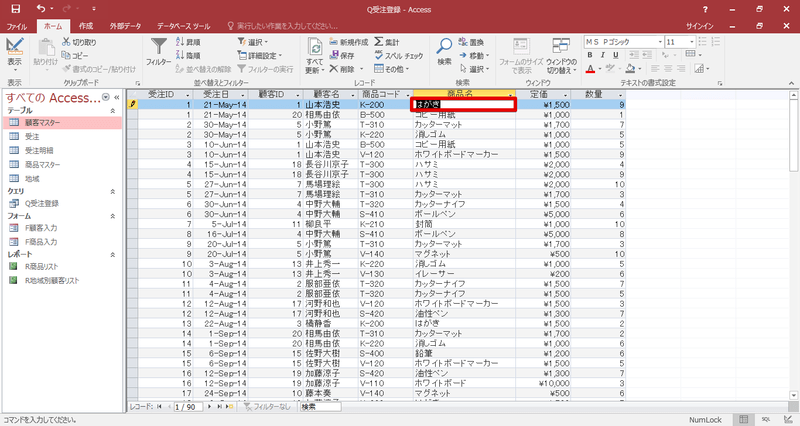 Q受注登録 - Access
ファイル ホーム 作成 外部データ データベース ツール 実行したい作業を入力してください。 サインイン
表示 貼り付け 切り取り コピー 書式のコピー/貼り付け フィルター 昇順 降順 並べ替えの解除 選択 詳細設定 フィルターの実行 すべて更新 新規作成 保存 削除 集計 スペル チェック その他 検索 置換 移動 選択 フォームのサイズで表示 ウィンドウの切り替え MS Pゴシック 11
表示 クリップボード 並べ替えとフィルター レコード 検索 ウィンドウ テキストの書式設定
すべての Access...
テーブル
顧客マスター
受注
受注明細
商品マスター
地域
クエリ
Q受注登録
フォーム
F顧客入力
F商品入力
レポート
R商品リスト
R地域別顧客リスト
受注ID 受注日 顧客ID 顧客名 商品コード 商品名 定価 数量
1 21-May-14 1 山本浩史 K-200 はがき ¥1,500 9
1 21-May-14 20 相馬由依 B-500 コピー用紙 ¥1,000 1
2 30-May-14 5 小野篤 T-310 カッターマット ¥1,700 7
2 30-May-14 5 小野篤 K-220 消しゴム ¥1,000 5
3 10-Jun-14 1 山本浩史 B-500 コピー用紙 ¥1,000 5
3 10-Jun-14 1 山本浩史 V-120 ホワイトボードマーカー ¥1,500 9
4 15-Jun-14 18 長谷川京子 T-300 ハサミ ¥2,000 9
4 15-Jun-14 18 長谷川京子 T-300 ハサミ ¥2,000 4
5 27-Jun-14 7 馬場理絵 T-300 ハサミ ¥2,000 10
5 27-Jun-14 7 馬場理絵 T-310 カッターマット ¥1,700 3
6 30-Jun-14 4 中野大輔 T-320 カッターナイフ ¥1,500 4
6 30-Jun-14 4 中野大輔 S-410 ボールペン ¥5,000 6
7 5-Jul-14 11 柳良平 K-210 封筒 ¥1,000 10
8 16-Jul-14 4 中野大輔 S-410 ボールペン ¥5,000 8
9 20-Jul-14 5 小野篤 T-310 カッターマット ¥1,700 3
9 20-Jul-14 5 小野篤 V-140 マグネット ¥500 10
10 3-Aug-14 13 井上秀一 K-220 消しゴム ¥1,000 5
10 3-Aug-14 13 井上秀一 V-130 イレーサー ¥200 6
11 4-Aug-14 2 服部亜依 T-320 カッターナイフ ¥1,500 7
11 4-Aug-14 2 服部亜依 T-320 カッターナイフ ¥1,500 5
12 12-Aug-14 17 河野和也 V-120 ホワイトボードマーカー ¥1,500 3
12 12-Aug-14 17 河野和也 S-420 油性ペン ¥1,300 7
13 22-Aug-14 3 橘静香 K-200 はがき ¥1,500 2
14 1-Sep-14 20 相馬由依 T-310 カッターマット ¥1,700 2
14 1-Sep-14 20 相馬由依 K-220 消しゴム ¥1,000 6
15 6-Sep-14 15 佐野大樹 S-400 鉛筆 ¥1,200 6
15 6-Sep-14 15 佐野大樹 V-120 ホワイトボードマーカー ¥1,500 5
16 12-Sep-14 19 加藤涼子 S-420 油性ペン ¥1,300 7
16 12-Sep-14 19 加藤涼子 V-110 ホワイトボード ¥10,000 3
17 24-Sep-14 10 藤本奏 V-140 マグネット ¥500 6
レコード: 1 / 90 フィルターなし 検索
コマンドを入力してください。 NumLock SQL